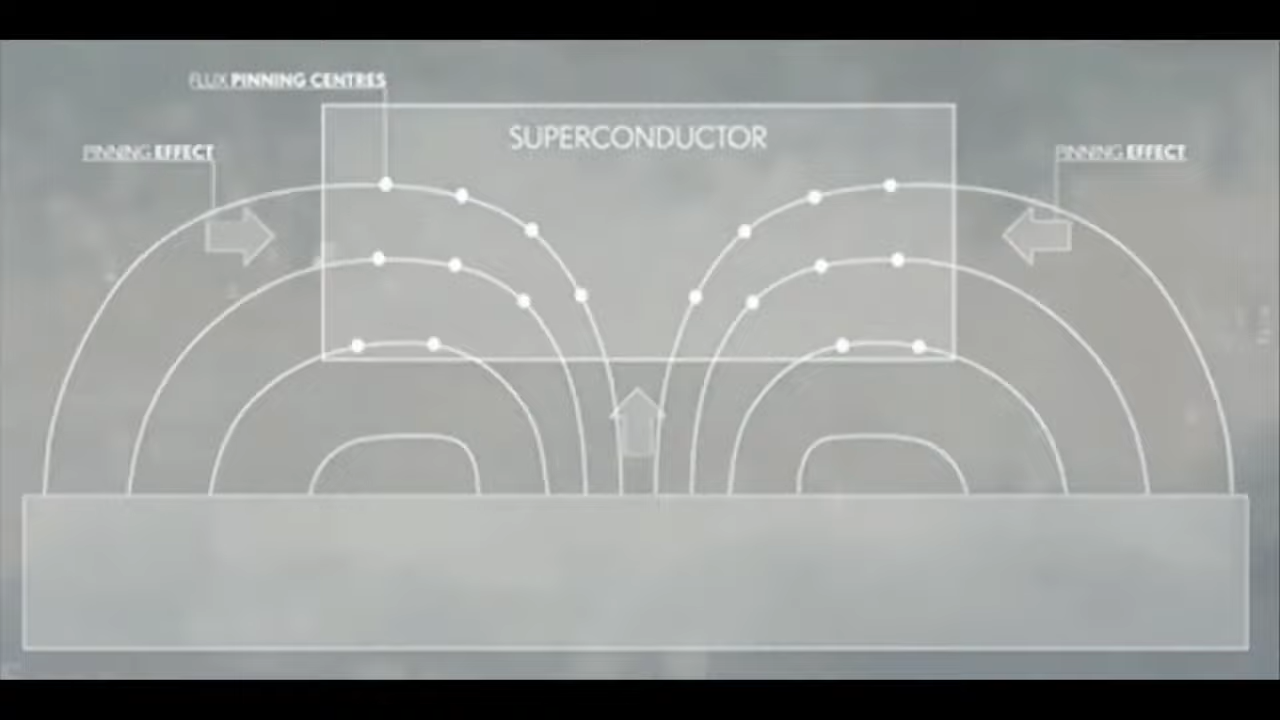 FLUX PINNING CENTRES
SUPERCONDUCTOR
PINNING EFFECT
PINNING EFFECT